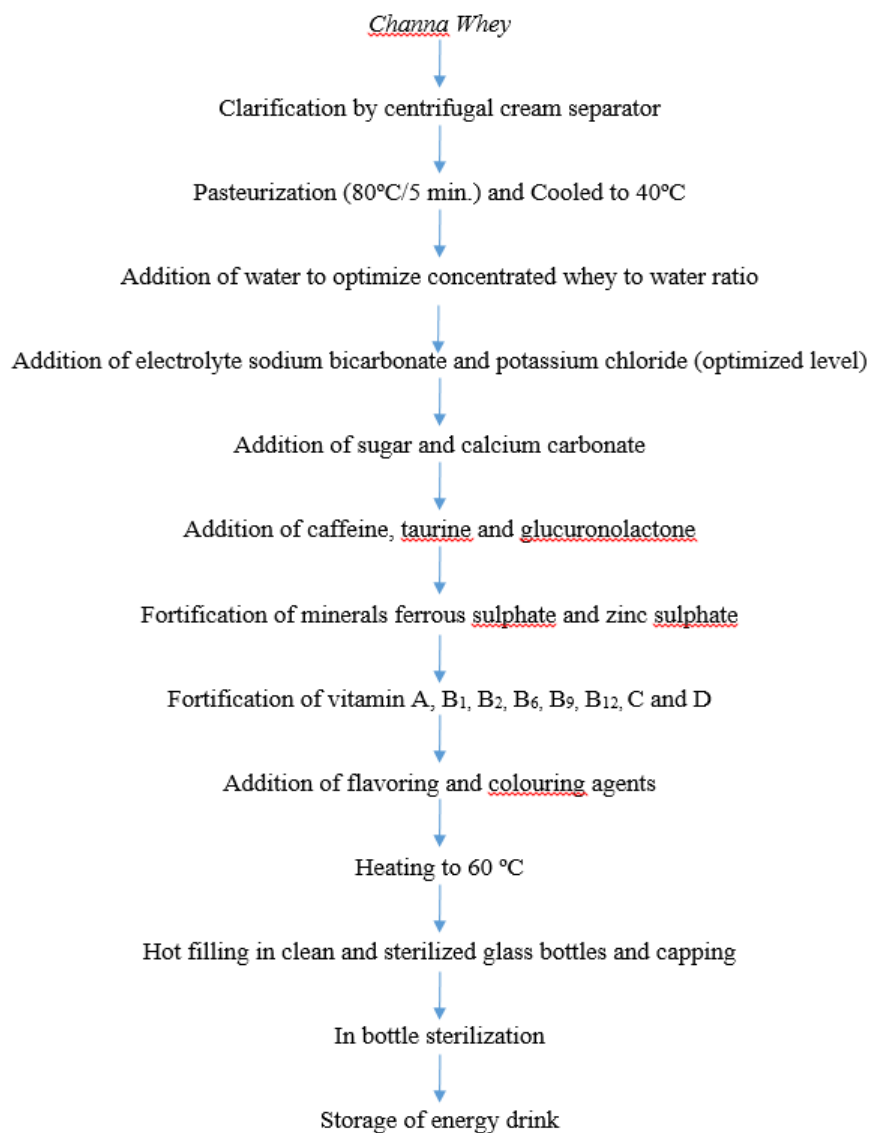 Channa Whey
Clarification by centrifugal cream separator
Pasteurization (80ºC/5 min.) and Cooled to 40ºC
Addition of water to optimize concentrated whey to water ratio
Addition of electrolyte sodium bicarbonate and potassium chloride (optimized level)
Addition of sugar and calcium carbonate
Addition of caffeine, taurine and glucuronolactone
Fortification of minerals ferrous sulphate and zinc sulphate
Fortification of vitamin A, B₁, B₂, B₆, B₉, B₁₂, C and D
Addition of flavoring and colouring agents
Heating to 60 ºC
Hot filling in clean and sterilized glass bottles and capping
In bottle sterilization
Storage of energy drink